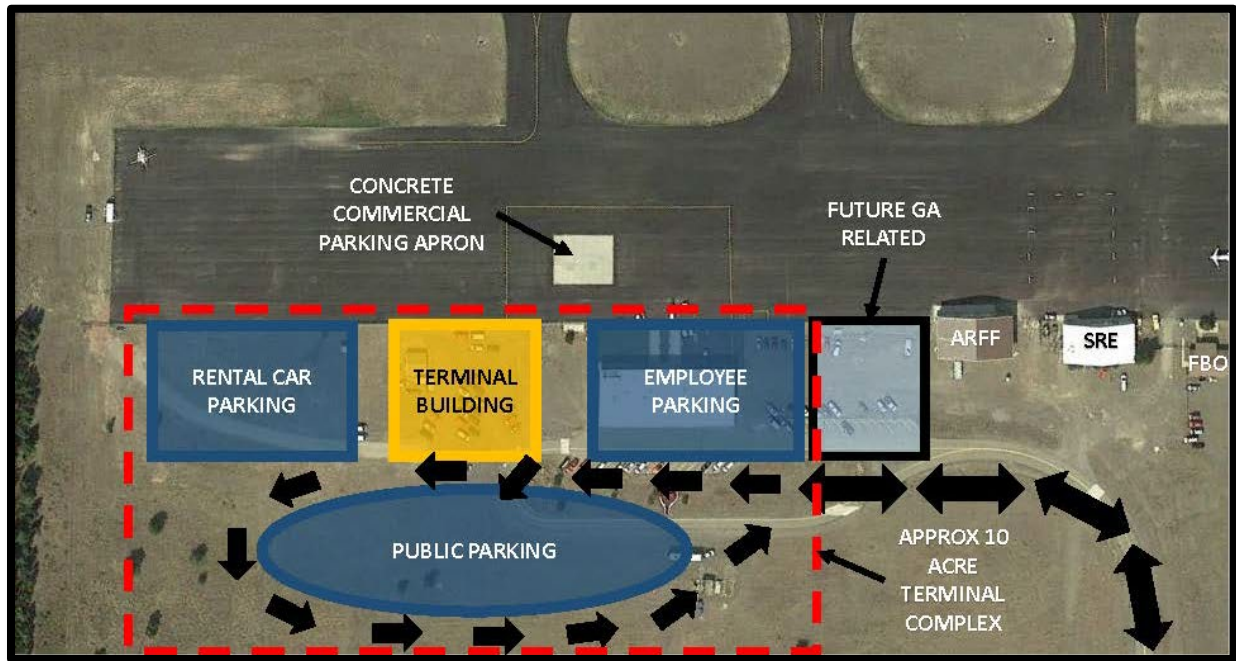 CONCRETE
COMMERCIAL
PARKING APRON
FUTURE GA
RELATED
RENTAL CAR
PARKING
TERMINAL
BUILDING
EMPLOYEE
PARKING
ARFF
SRE
FBO
PUBLIC PARKING
APPROX 10
ACRE
TERMINAL
COMPLEX